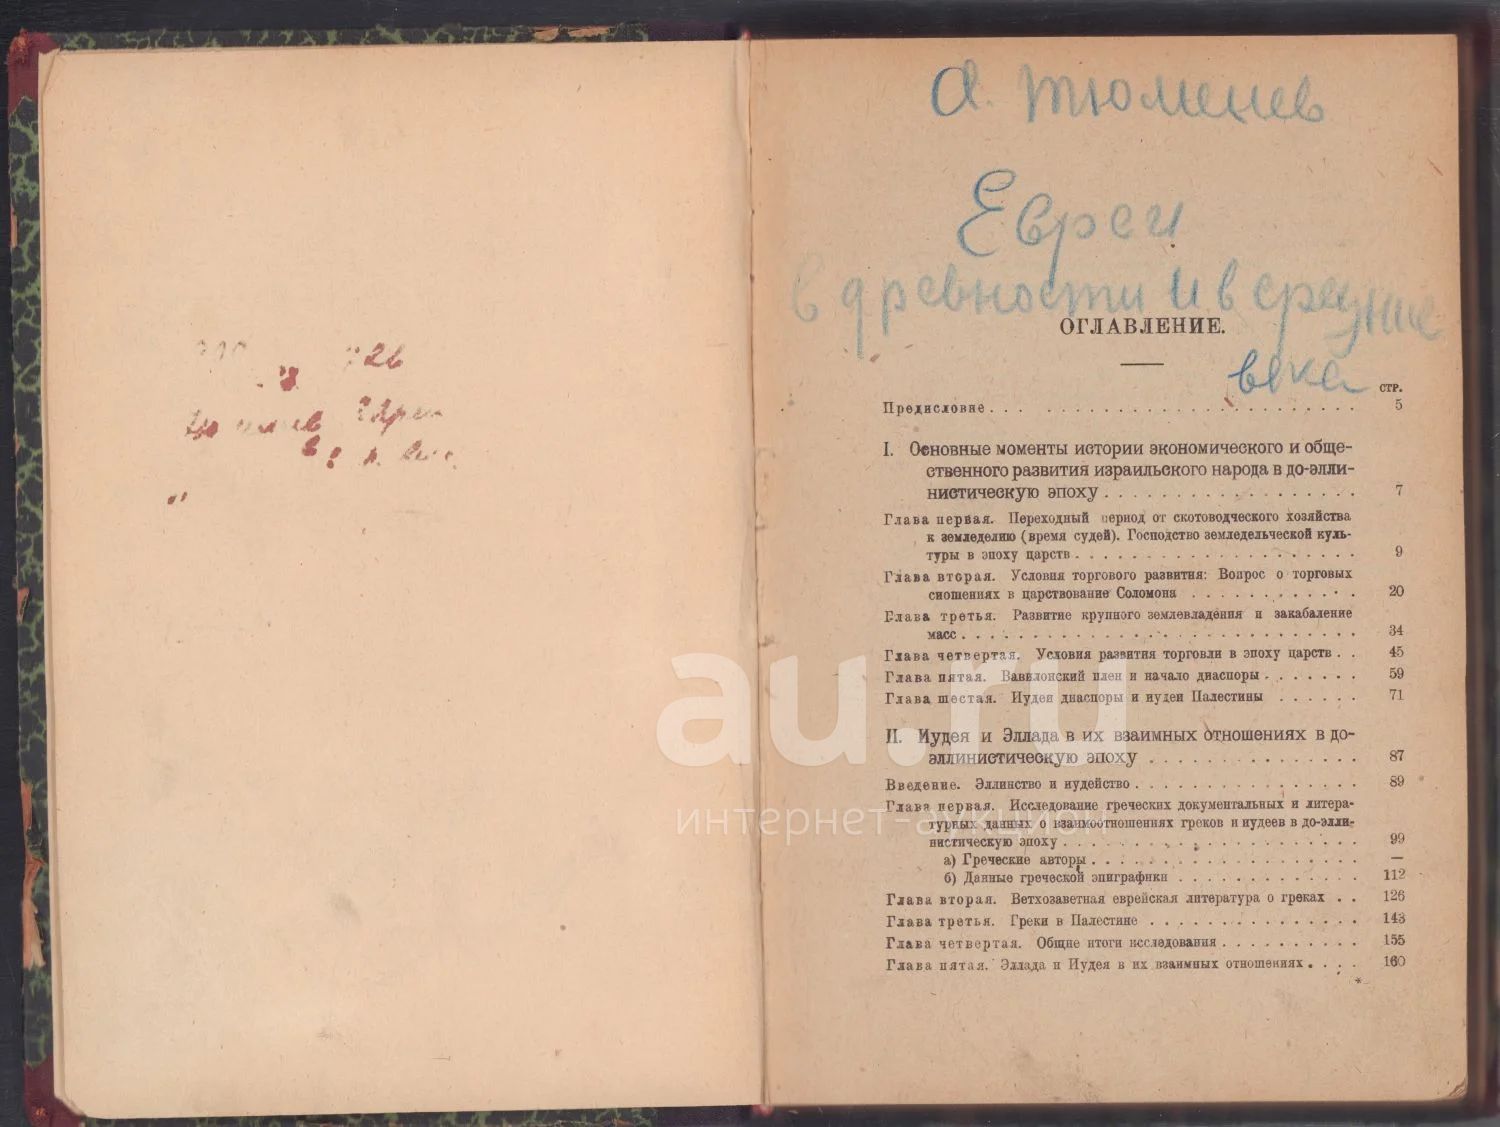 26
в
А. Тюменев
Евреи
в древности и в средние
века
ОГЛАВЛЕНИЕ.
СТР.
Предисловие . . . . . . . . . . . . . . . . . . . . . . . . . 5
I. Основные моменты истории экономического и обще-
ственного развития израильского народа в до-элли-
нистическую эпоху . . . . . . . . . . . . . . . . . . 7
Глава первая. Переходный период от скотоводческого хозяйства
к земледелию (время судей). Господство земледельческой куль-
туры в эпоху царств . . . . . . . . . . . . . . . . . . . . 9
Глава вторая. Условия торгового развития: Вопрос о торговых
сношениях в царствование Соломона . . . . . . . . . . . . 20
Глава третья. Развитие крупного землевладения и закабаление
масс . . . . . . . . . . . . . . . . . . . . . . . . . . . . 34
Глава четвертая. Условия развития торговли в эпоху царств . . 45
Глава пятая. Вавилонский плен и начало диаспоры . . . . . . . 59
Глава шестая. Иудеи диаспоры и иудеи Палестины . . . . . . 71
II. Иудея и Эллада в их взаимных отношениях в до-
эллинистическую эпоху . . . . . . . . . . . . . . . 87
Введение. Эллинство и иудейство . . . . . . . . . . . . . . . . 89
Глава первая. Исследование греческих документальных и литера-
турных данных о взаимоотношениях греков и иудеев в до-элли-
нистическую эпоху . . . . . . . . . . . . . . . . . . . . . 99
а) Греческие авторы . . . . . . . . . . . . . . . . . . . —
б) Данные греческой эпиграфики . . . . . . . . . . . . . 112
Глава вторая. Ветхозаветная еврейская литература о греках . . 126
Глава третья. Греки в Палестине . . . . . . . . . . . . . . . 143
Глава четвертая. Общие итоги исследования . . . . . . . . . . 155
Глава пятая. Эллада и Иудея в их взаимных отношениях . . . . 160
*
au.ru
интернет-аукцион